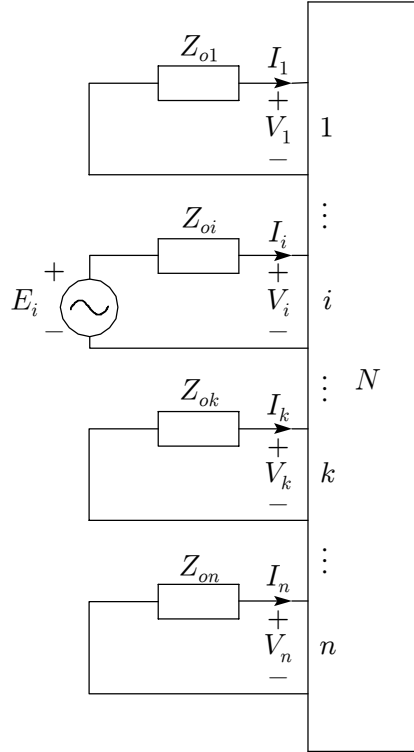 Z_{o1} I_1
+
V_1 1
−
⋮
Z_{oi} I_i
+ +
E_i V_i i
− −
⋮ N
Z_{ok} I_k
+
V_k k
−
⋮
Z_{on} I_n
+
V_n n
−